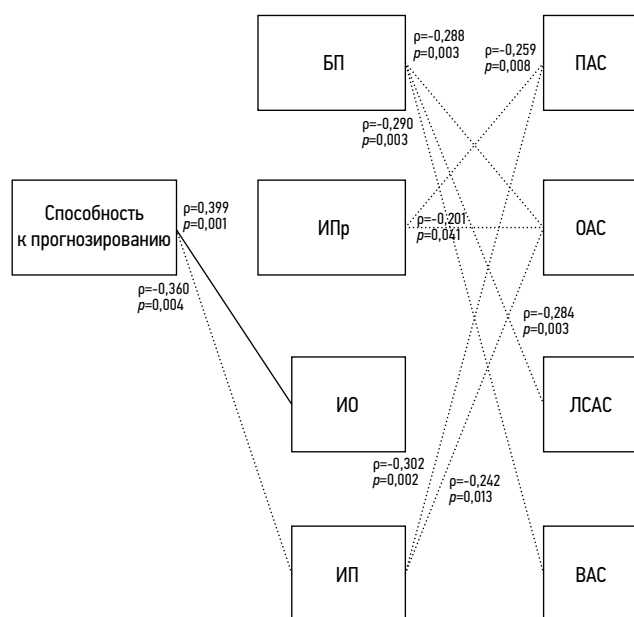 ρ=-0,288
p=0,003
БП
ρ=-0,259
p=0,008
ПАС
ρ=-0,290
p=0,003
Способность
к прогнозированию
ρ=0,399
p=0,001
ИПр
ρ=-0,201
p=0,041
ОАС
ρ=-0,360
p=0,004
ρ=-0,284
p=0,003
ИО
ЛСАС
ρ=-0,302
p=0,002
ρ=-0,242
p=0,013
ИП
ВАС